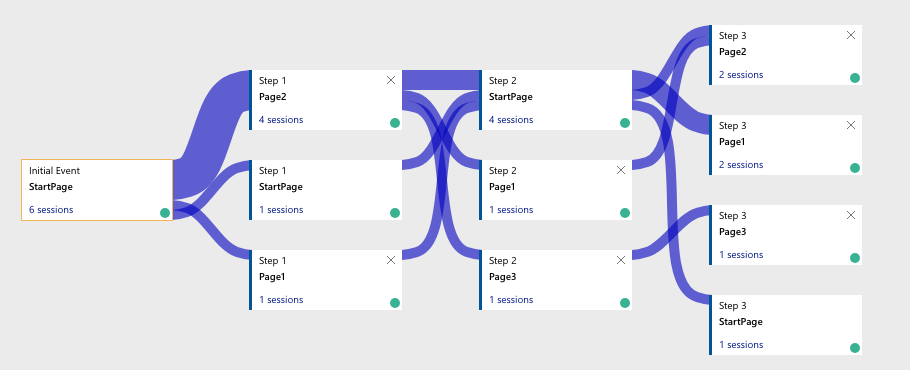 Initial Event
StartPage
6 sessions
Step 1
Page2
4 sessions
Step 1
StartPage
1 sessions
Step 1
Page1
1 sessions
Step 2
StartPage
4 sessions
Step 2
Page1
1 sessions
Step 2
Page3
1 sessions
Step 3
Page2
2 sessions
Step 3
Page1
2 sessions
Step 3
Page3
1 sessions
Step 3
StartPage
1 sessions